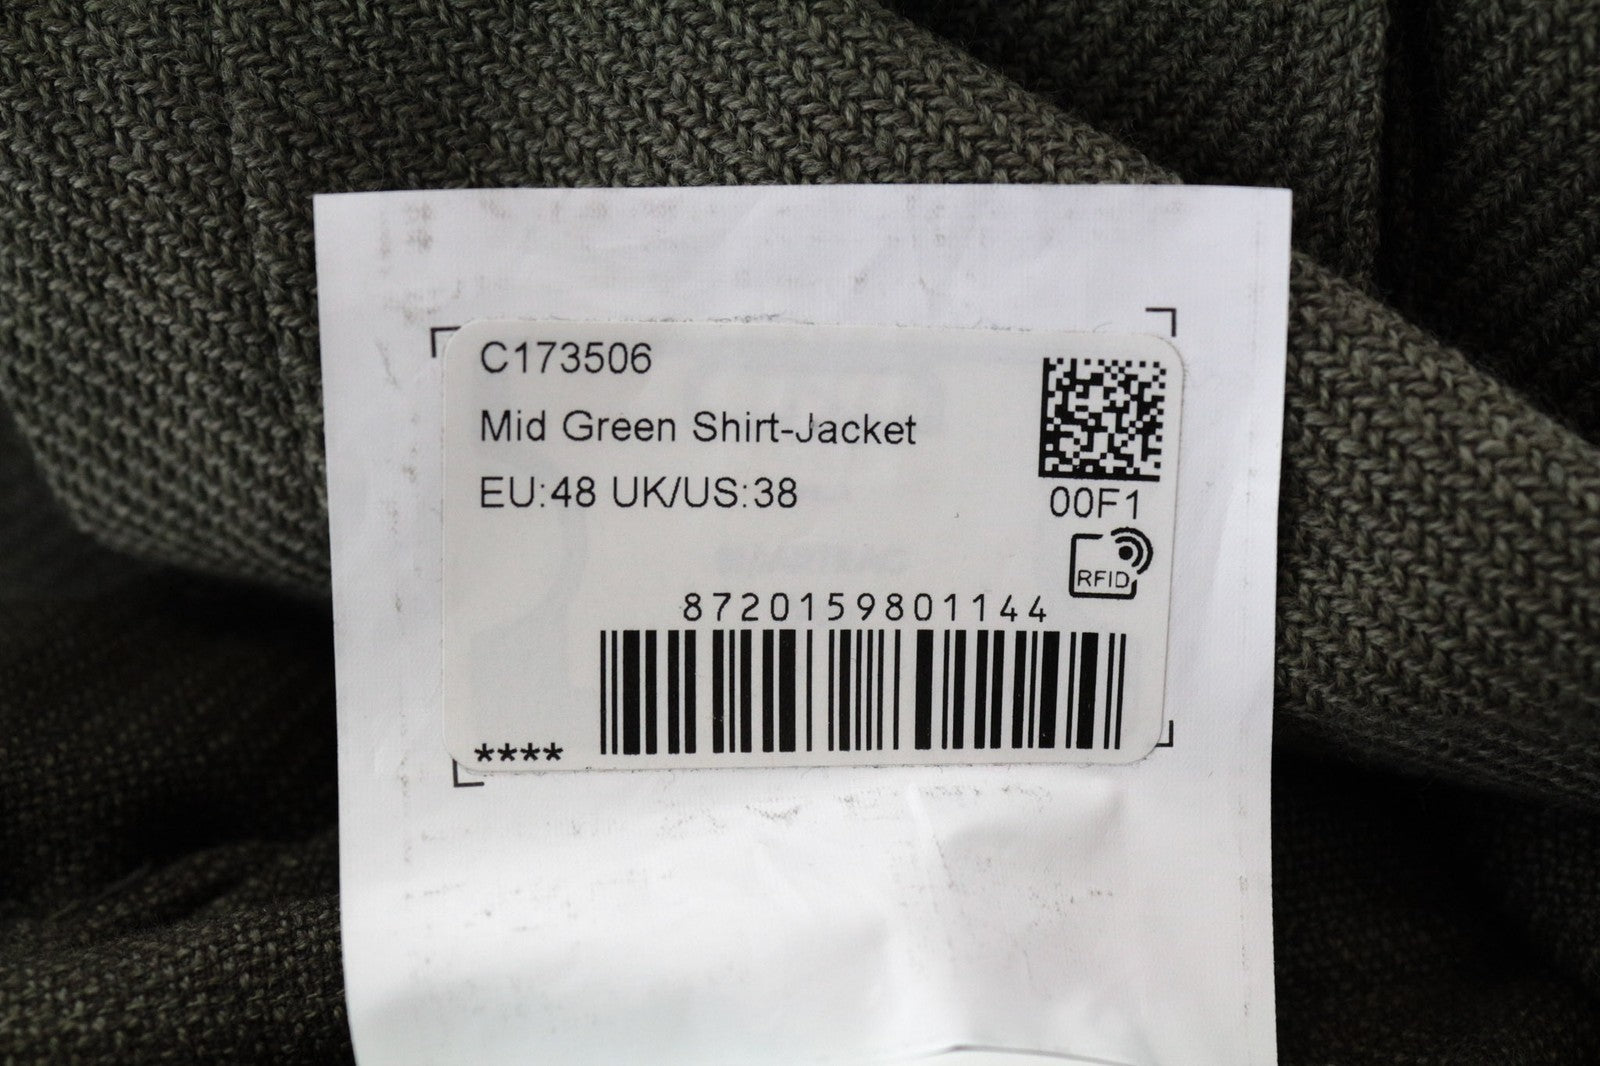 C173506
Mid Green Shirt-Jacket
EU:48 UK/US:38
00F1
RFID
8720159801144
****